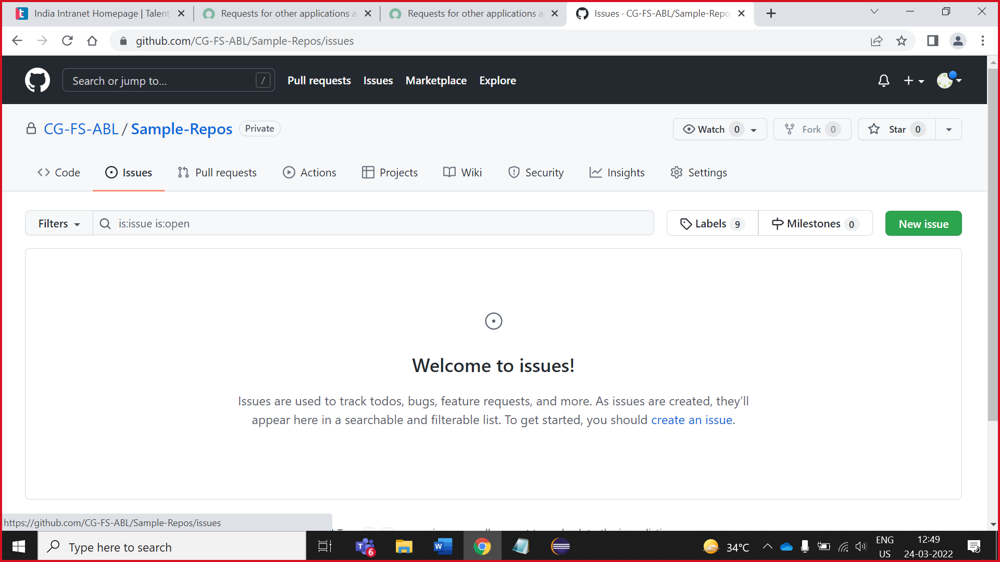 India Intranet Homepage | Talent
Requests for other applications a
Requests for other applications a
Issues · CG-FS-ABL/Sample-Repo
github.com/CG-FS-ABL/Sample-Repos/issues
Search or jump to... / Pull requests Issues Marketplace Explore
CG-FS-ABL / Sample-Repos Private
Watch 0 Fork 0 Star 0
Code Issues Pull requests Actions Projects Wiki Security Insights Settings
Filters is:issue is:open Labels 9 Milestones 0 New issue
Welcome to issues!
Issues are used to track todos, bugs, feature requests, and more. As issues are created, they’ll
appear here in a searchable and filterable list. To get started, you should create an issue.
https://github.com/CG-FS-ABL/Sample-Repos/issues
Type here to search
6
34°C
ENG
US
12:49
24-03-2022